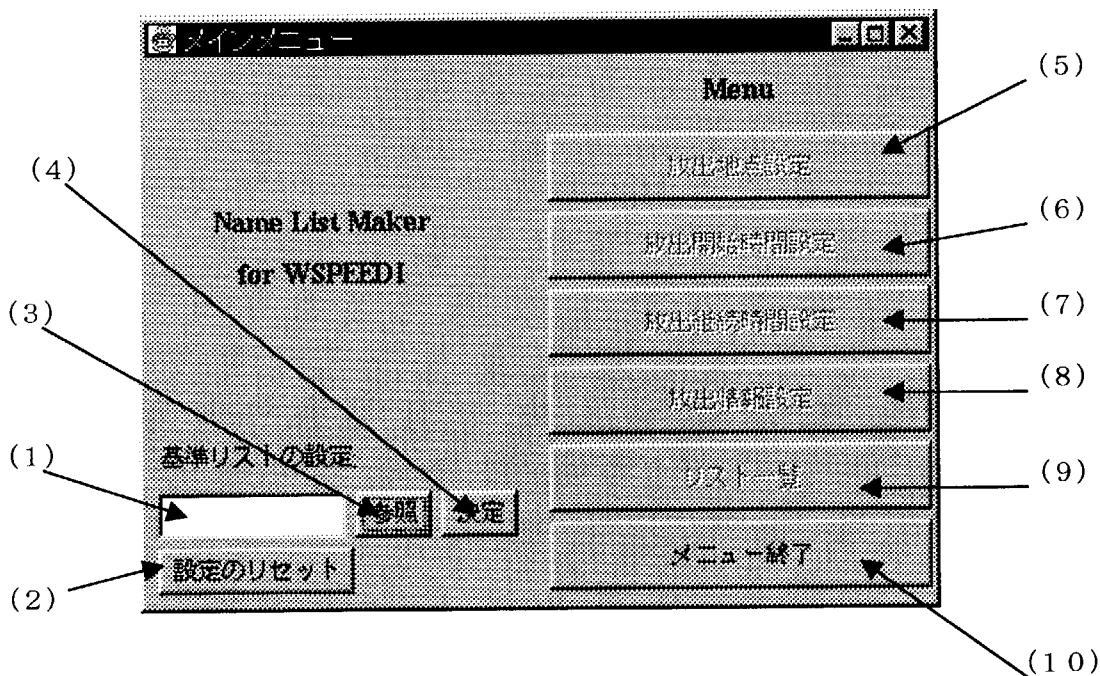 メインメニュー
Menu
(5)
放出地点設定
(4)
(6)
Name List Maker
放出開始時間設定
for WSPEEDI
(3)
放出継続時間設定
(7)
(8)
放出情報設定
基準リストの設定
(1)
リスト一覧
(9)
参照
決定
メニュー終了
設定のリセット
(2)
(10)